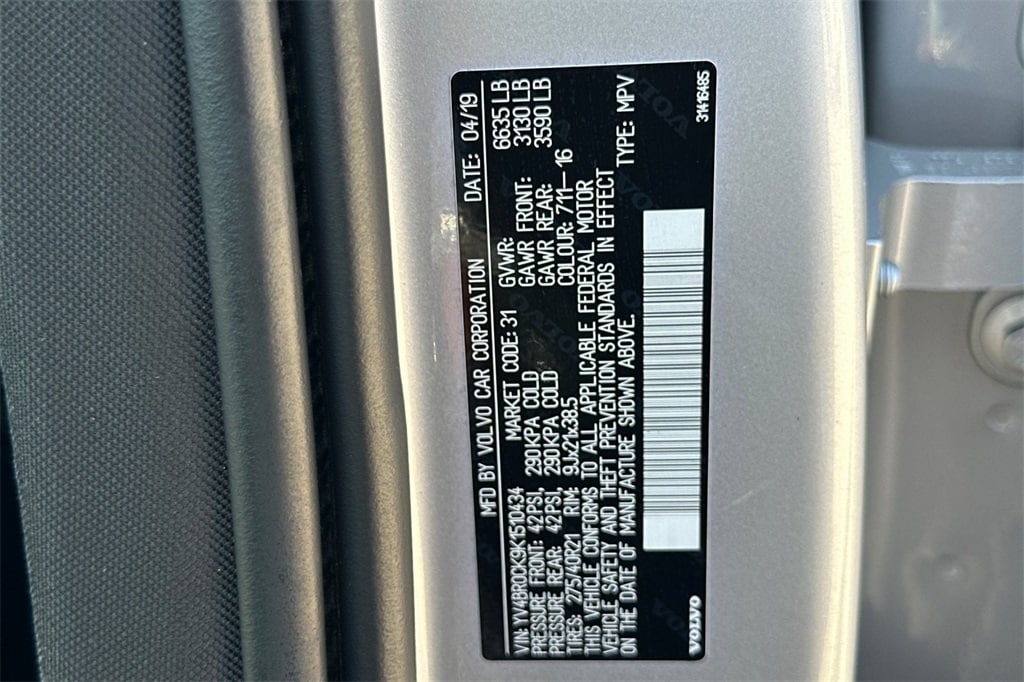 MFD BY VOLVO CAR CORPORATION DATE: 04/19
VIN: YV4BR0CK9K1510434 MARKET CODE: 31 GVWR: 6635 LB
PRESSURE FRONT: 42PSI, 290KPA COLD GAWR FRONT: 3130 LB
PRESSURE REAR: 42PSI, 290KPA COLD GAWR REAR: 3590 LB
TIRES: 275/40R21 RIM: 9Jx21x38.5 COLOUR: 711-16
THIS VEHICLE CONFORMS TO ALL APPLICABLE FEDERAL MOTOR
VEHICLE SAFETY AND THEFT PREVENTION STANDARDS IN EFFECT
ON THE DATE OF MANUFACTURE SHOWN ABOVE. TYPE: MPV
VOLVO 31416485